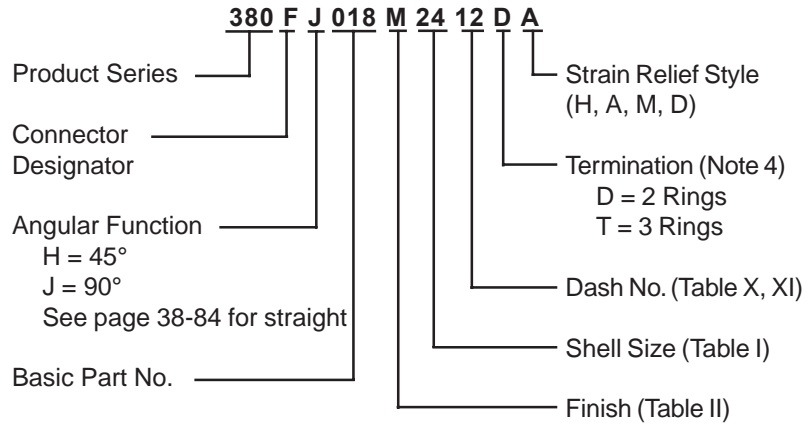 380 F J 018 M 24 12 D A
Product Series
Connector
Designator
Angular Function
H = 45°
J = 90°
See page 38-84 for straight
Basic Part No.
Strain Relief Style
(H, A, M, D)
Termination (Note 4)
D = 2 Rings
T = 3 Rings
Dash No. (Table X, XI)
Shell Size (Table I)
Finish (Table II)